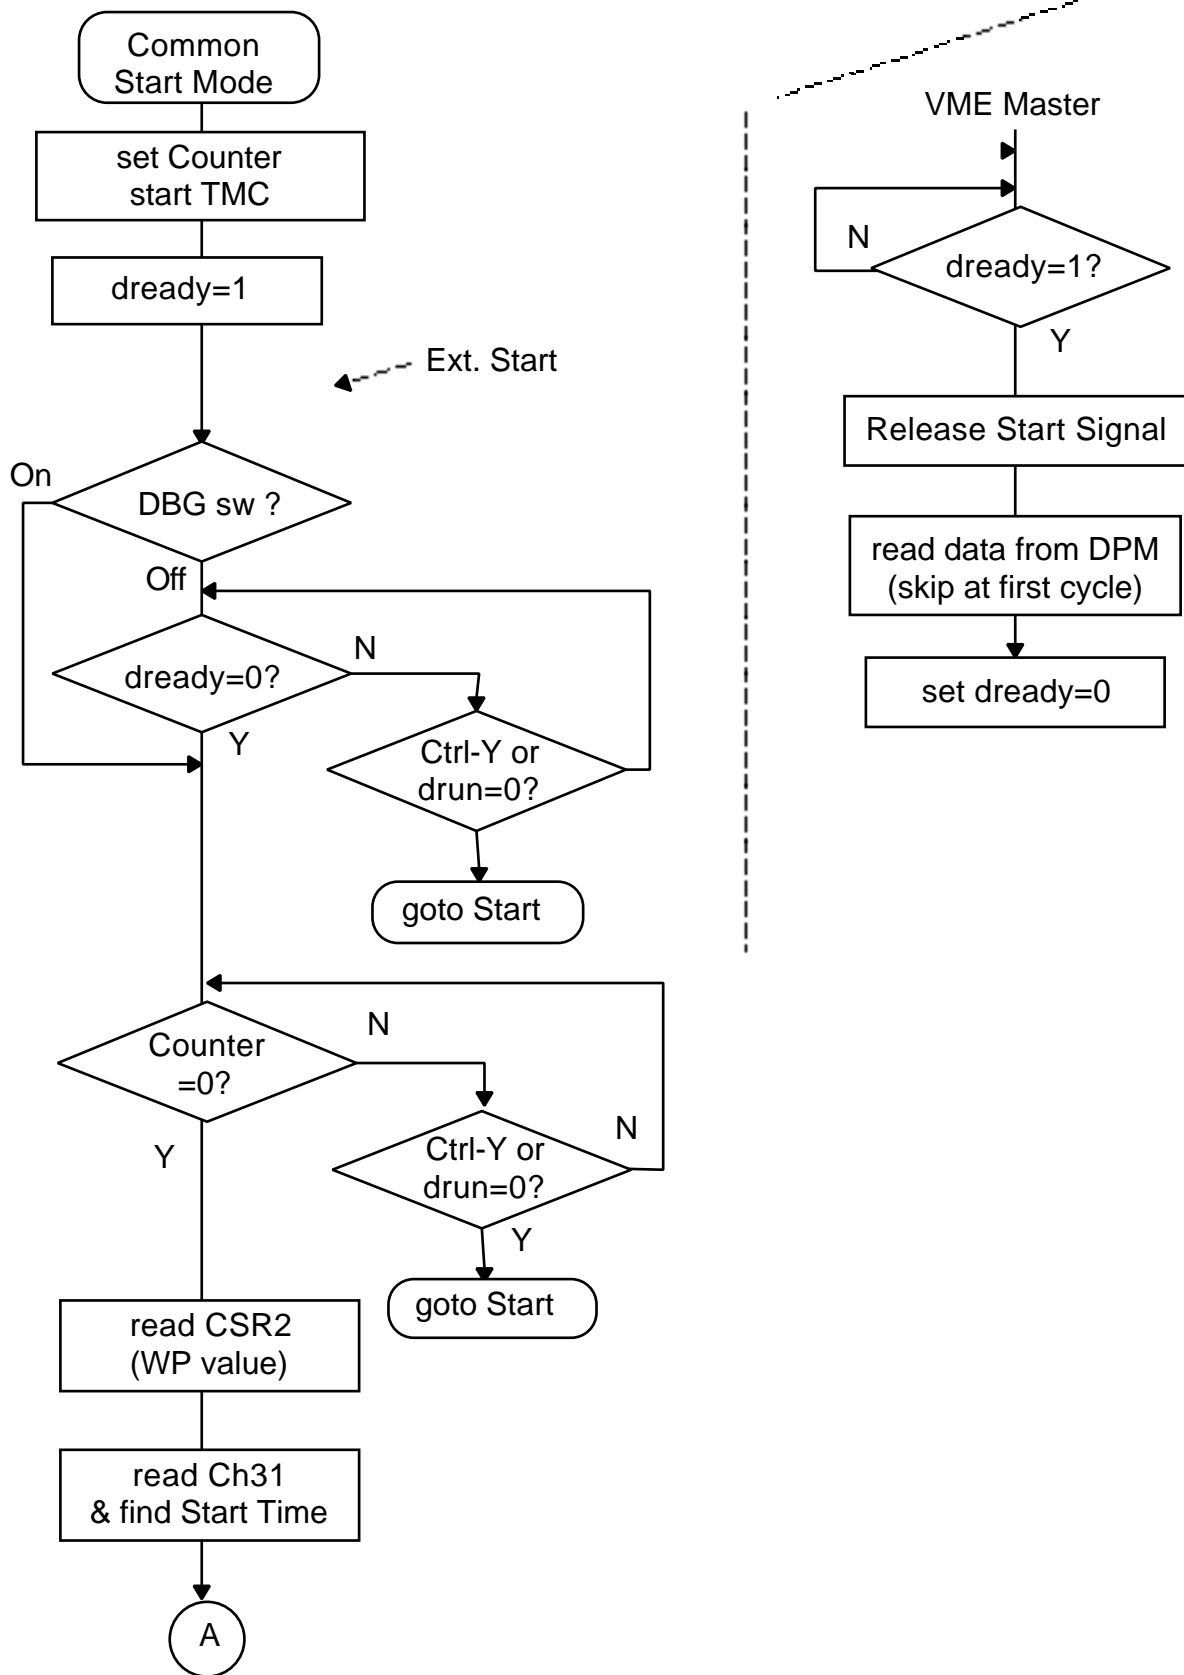 Common
Start Mode
set Counter
start TMC
dready=1
Ext. Start
On
DBG sw ?
Off
dready=0?
N
Y
Ctrl-Y or
drun=0?
goto Start
Counter
=0?
N
Y
Ctrl-Y or
drun=0?
N
Y
goto Start
read CSR2
(WP value)
read Ch31
& find Start Time
A
VME Master
N
dready=1?
Y
Release Start Signal
read data from DPM
(skip at first cycle)
set dready=0